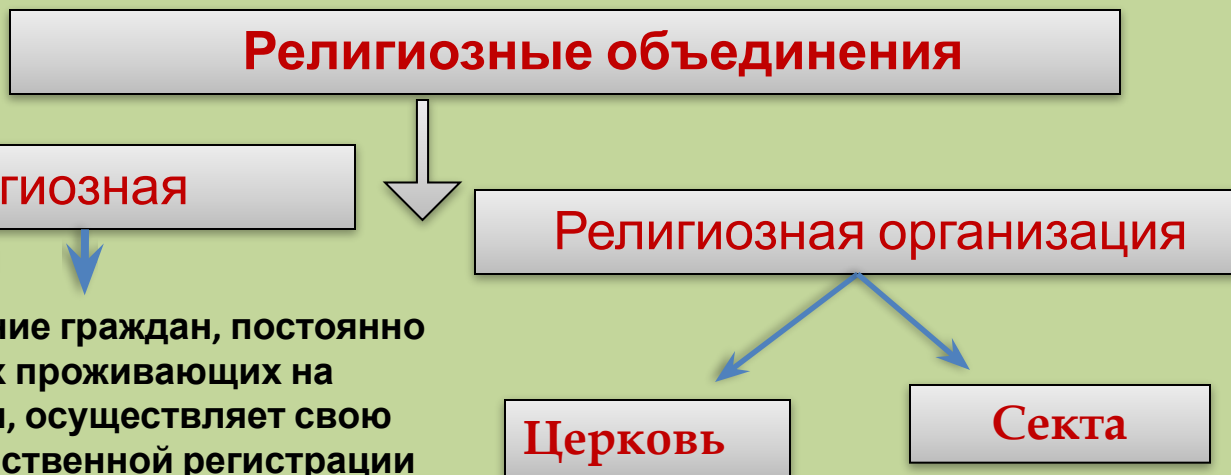 Религиозные объединения
гиозная
Религиозная организация
ние граждан, постоянно
х проживающих на
, осуществляет свою
ственной регистрации
Церковь
Секта